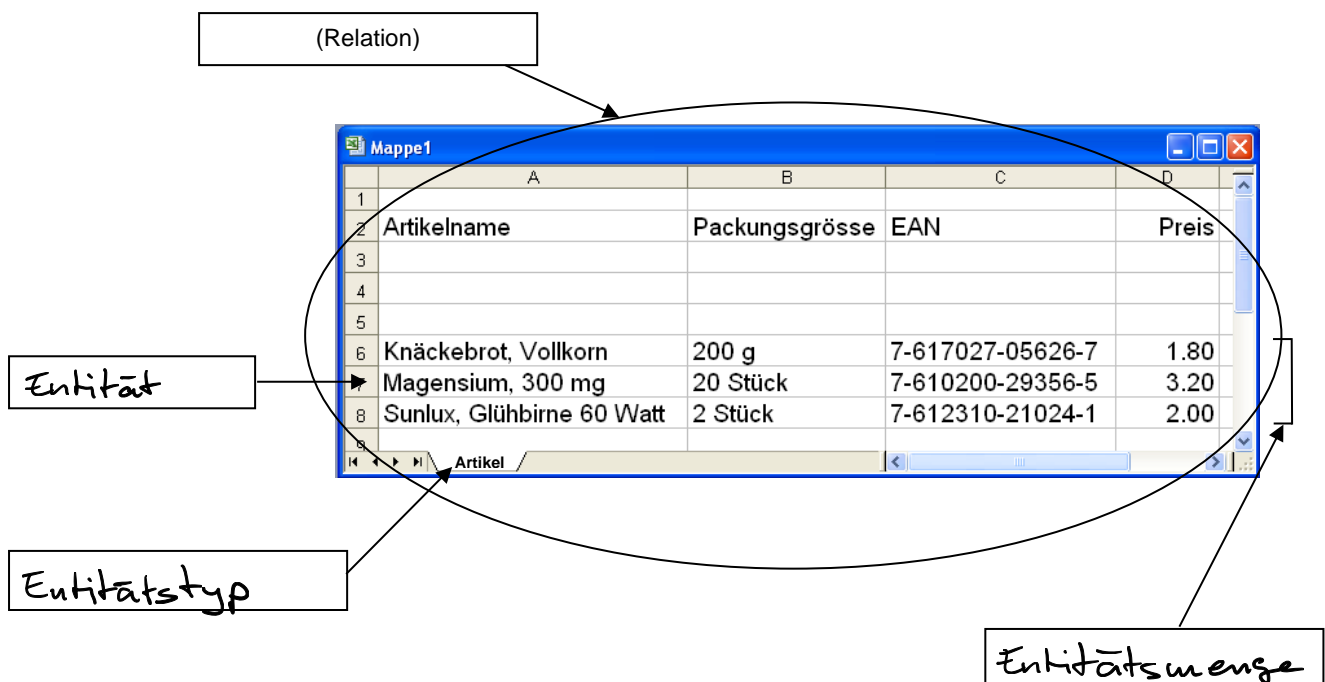 (Relation)
Mappe1
A B C D
1
2 Artikelname Packungsgrösse EAN Preis
3
4
5
6 Knäckebrot, Vollkorn 200 g 7-617027-05626-7 1.80
7 Magensium, 300 mg 20 Stück 7-610200-29356-5 3.20
8 Sunlux, Glühbirne 60 Watt 2 Stück 7-612310-21024-1 2.00
9
Artikel
Entität
Entitätstyp
Entitätsmenge